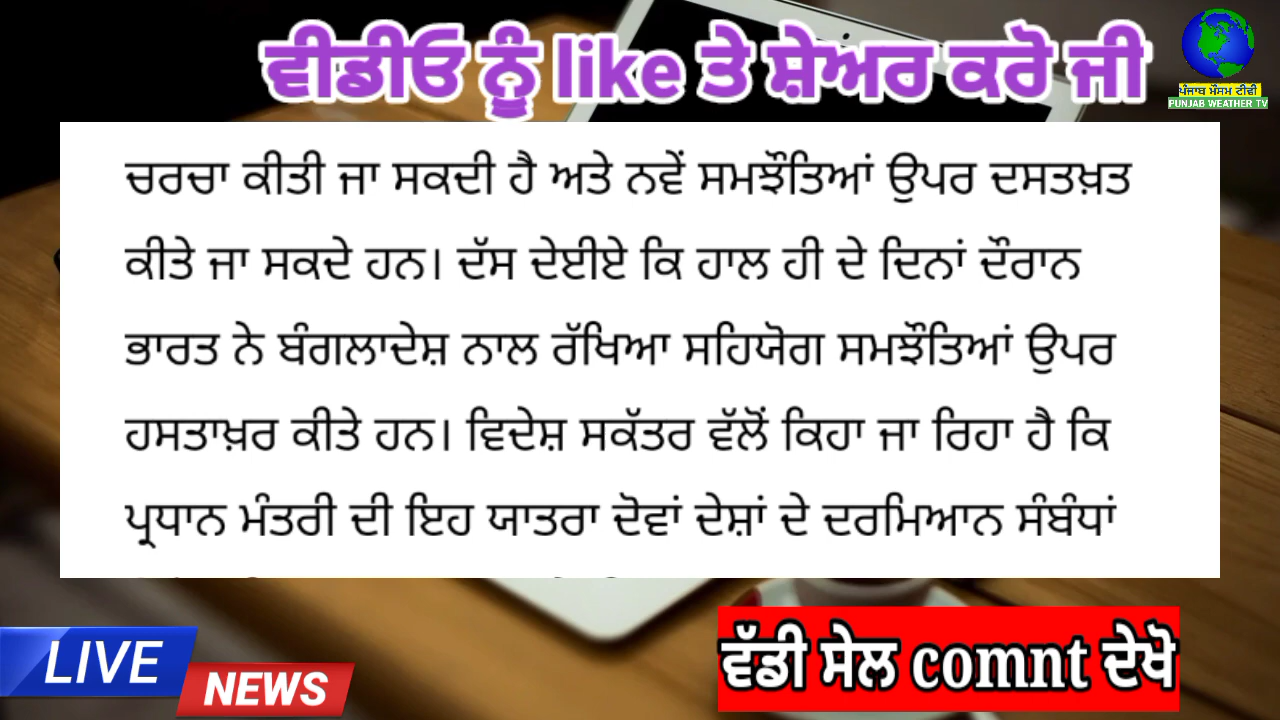 ਵੀਡੀਓ ਨੂੰ like ਤੇ ਸ਼ੇਅਰ ਕਰੋ ਜੀ
ਪੰਜਾਬ ਮੌਸਮ ਟੀਵੀ
PUNJAB WEATHER TV
ਚਰਚਾ ਕੀਤੀ ਜਾ ਸਕਦੀ ਹੈ ਅਤੇ ਨਵੇਂ ਸਮਝੌਤਿਆਂ ਉਪਰ ਦਸਤਖ਼ਤ
ਕੀਤੇ ਜਾ ਸਕਦੇ ਹਨ। ਦੱਸ ਦੇਈਏ ਕਿ ਹਾਲ ਹੀ ਦੇ ਦਿਨਾਂ ਦੌਰਾਨ
ਭਾਰਤ ਨੇ ਬੰਗਲਾਦੇਸ਼ ਨਾਲ ਰੱਖਿਆ ਸਹਿਯੋਗ ਸਮਝੌਤਿਆਂ ਉਪਰ
ਹਸਤਾਖ਼ਰ ਕੀਤੇ ਹਨ। ਵਿਦੇਸ਼ ਸਕੱਤਰ ਵੱਲੋਂ ਕਿਹਾ ਜਾ ਰਿਹਾ ਹੈ ਕਿ
ਪ੍ਰਧਾਨ ਮੰਤਰੀ ਦੀ ਇਹ ਯਾਤਰਾ ਦੋਵਾਂ ਦੇਸ਼ਾਂ ਦੇ ਦਰਮਿਆਨ ਸੰਬੰਧਾਂ
LIVE
NEWS
ਵੱਡੀ ਸੇਲ comnt ਦੇਖੋ